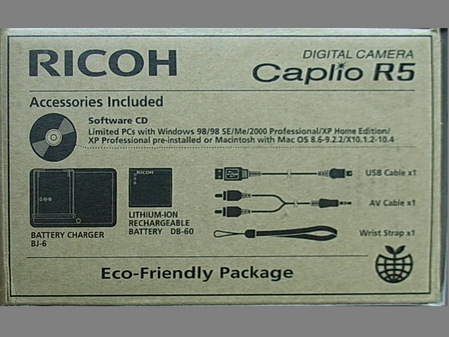 RICOH
DIGITAL CAMERA
Caplio R5
Accessories Included
Software CD
Limited PCs with Windows 98/98 SE/Me/2000 Professional/XP Home Edition/
XP Professional pre-installed or Macintosh with Mac OS 8.6-9.2.2/X10.1.2-10.4
RICOH
USB Cable x1
AV Cable x1
Wrist Strap x1
BATTERY CHARGER
BJ-6
LITHIUM-ION
RECHARGEABLE
BATTERY DB-60
Eco-Friendly Package